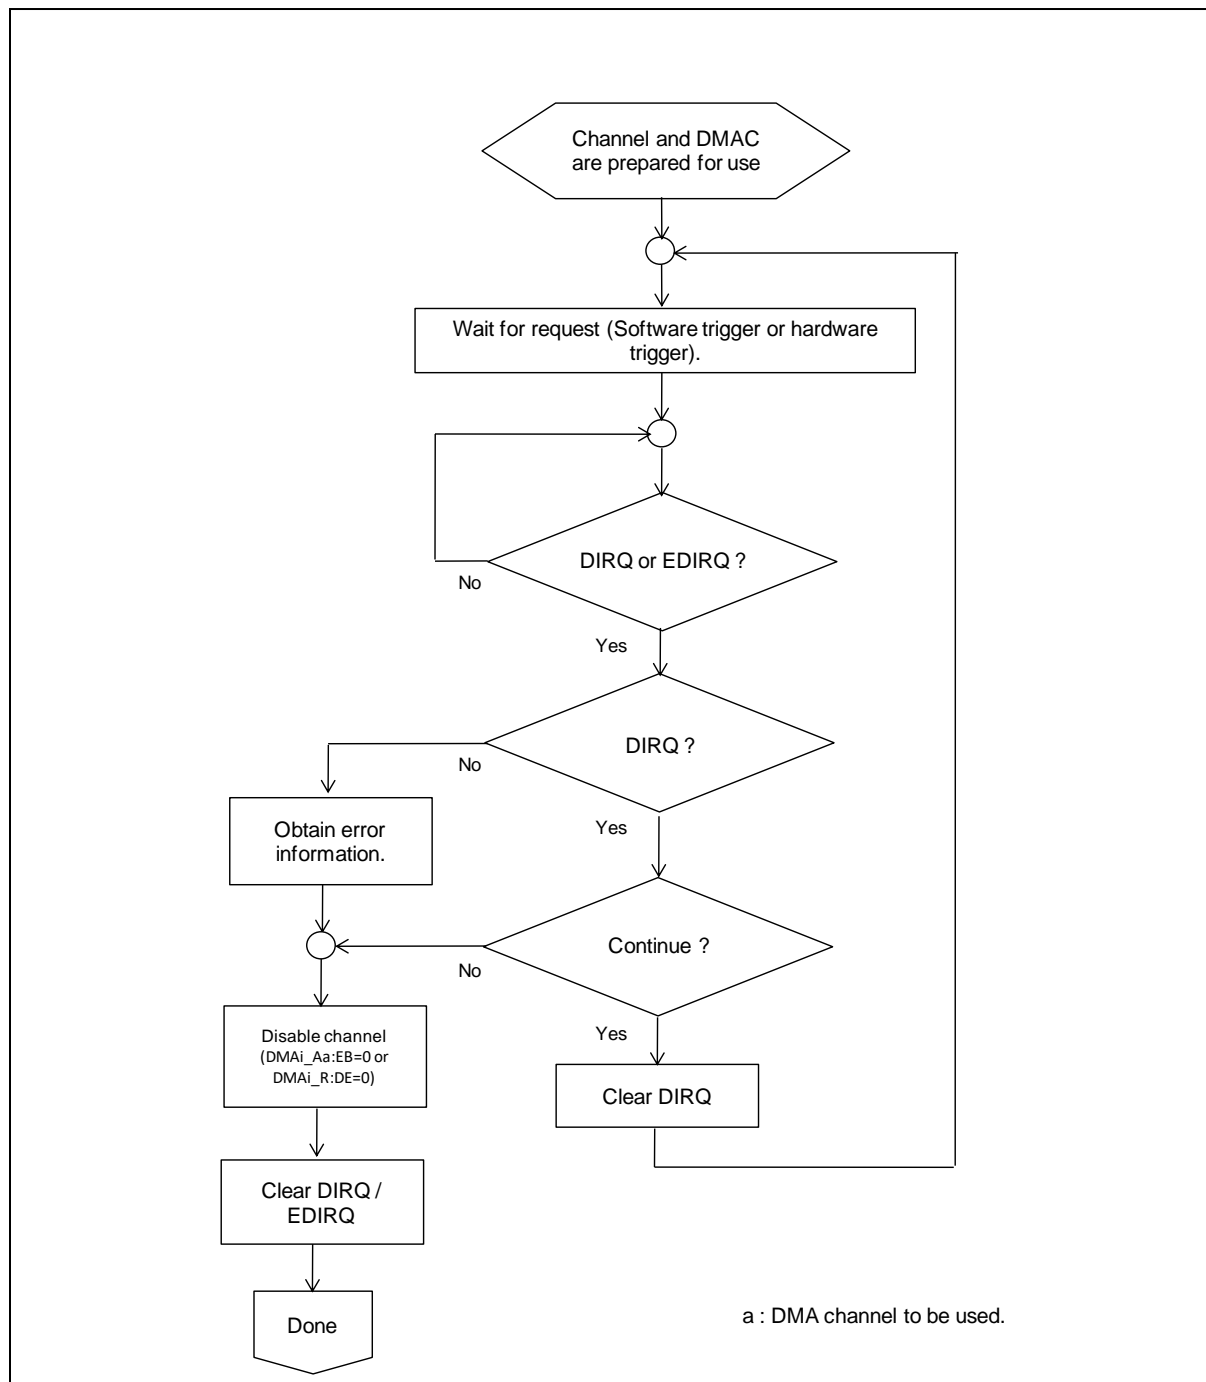 Channel and DMAC
are prepared for use
Wait for request (Software trigger or hardware
trigger).
DIRQ or EDIRQ ?
No
Yes
DIRQ ?
No
Yes
Obtain error
information.
Continue ?
No
Yes
Disable channel
(DMAi_Aa:EB=0 or
DMAi_R:DE=0)
Clear DIRQ
Clear DIRQ /
EDIRQ
Done
a : DMA channel to be used.